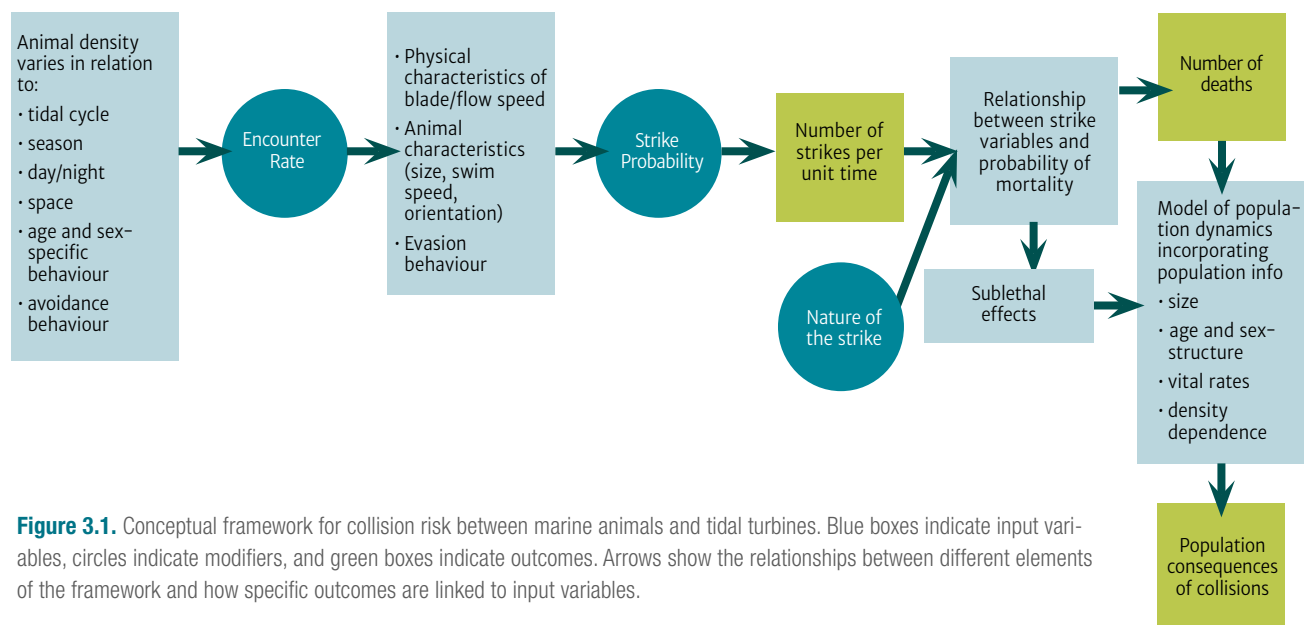 Animal density
varies in relation
to:
· tidal cycle
· season
· day/night
· space
· age and sex-
specific
behaviour
· avoidance
behaviour
Encounter
Rate
· Physical
characteristics of
blade/flow speed
· Animal
characteristics
(size, swim
speed,
orientation)
· Evasion
behaviour
Strike
Probability
Number of
strikes per
unit time
Nature of
the strike
Relationship
between strike
variables and
probability of
mortality
Sublethal
effects
Number of
deaths
Model of popula-
tion dynamics
incorporating
population info
· size
· age and sex-
structure
· vital rates
· density
dependence
Population
consequences
of collisions
Figure 3.1. Conceptual framework for collision risk between marine animals and tidal turbines. Blue boxes indicate input vari-
ables, circles indicate modifiers, and green boxes indicate outcomes. Arrows show the relationships between different elements
of the framework and how specific outcomes are linked to input variables.